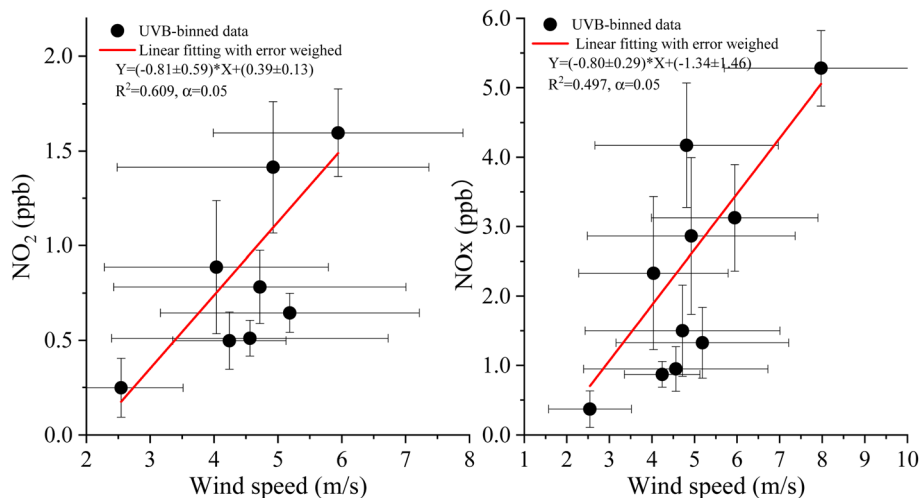 UVB-binned data
Linear fitting with error weighed
Y=(-0.81±0.59)*X+(0.39±0.13)
R²=0.609, α=0.05
2.0
1.5
1.0
0.5
0.0
NO₂ (ppb)
2 3 4 5 6 7 8
Wind speed (m/s)
UVB-binned data
Linear fitting with error weighed
Y=(-0.80±0.29)*X+(-1.34±1.46)
R²=0.497, α=0.05
6.0
5.0
4.0
3.0
2.0
1.0
0.0
NOx (ppb)
1 2 3 4 5 6 7 8 9 10
Wind speed (m/s)